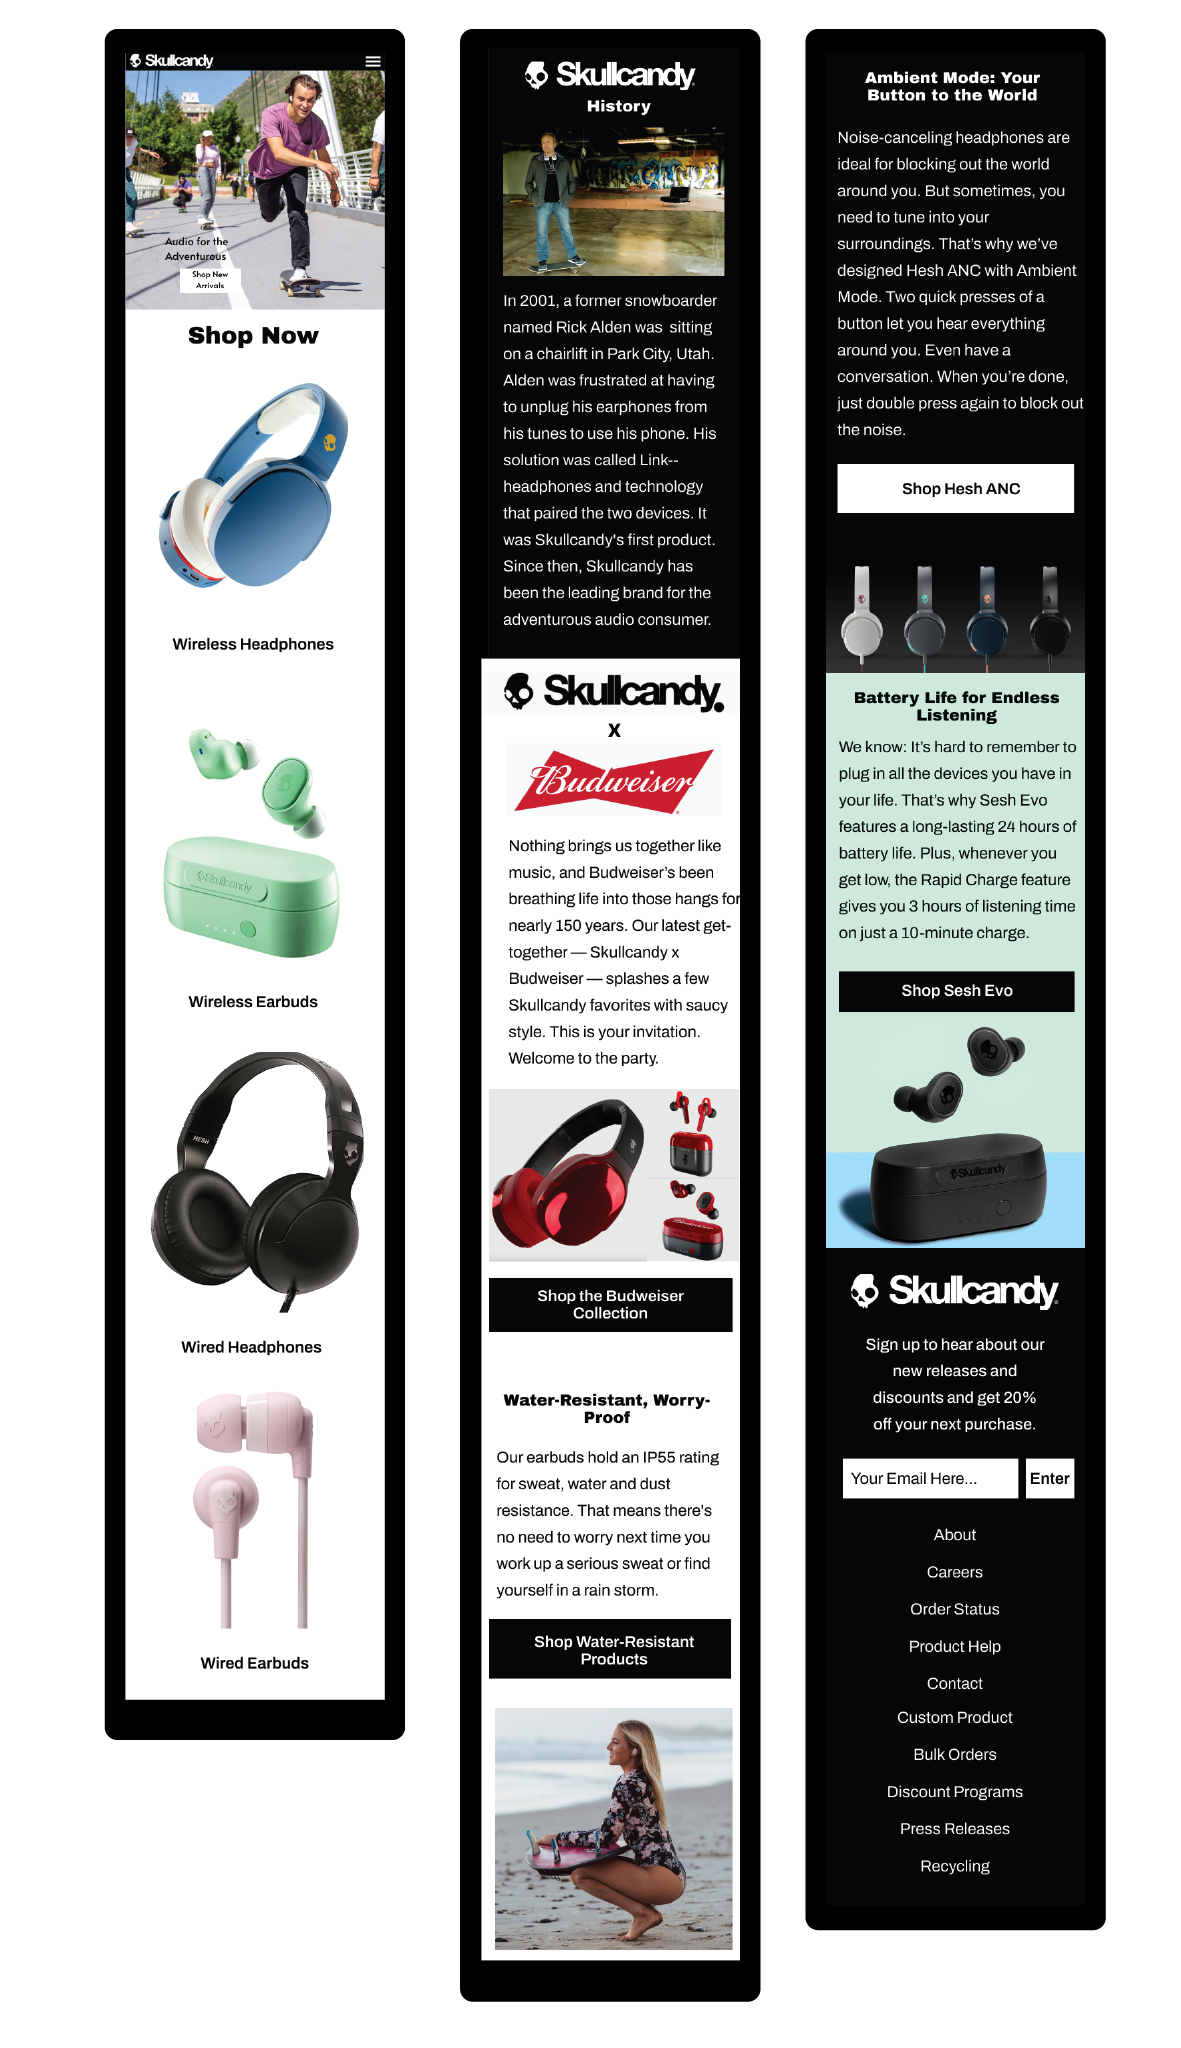 Skullcandy
Audio for the
Adventurous
Shop New
Arrivals
Shop Now
Wireless Headphones
Skullcandy
Wireless Earbuds
HESH
Wired Headphones
Wired Earbuds
Skullcandy
History
In 2001, a former snowboarder
named Rick Alden was sitting
on a chairlift in Park City, Utah.
Alden was frustrated at having
to unplug his earphones from
his tunes to use his phone. His
solution was called Link--
headphones and technology
that paired the two devices. It
was Skullcandy's first product.
Since then, Skullcandy has
been the leading brand for the
adventurous audio consumer.
Skullcandy
X
Budweiser
Nothing brings us together like
music, and Budweiser’s been
breathing life into those hangs for
nearly 150 years. Our latest get-
together — Skullcandy x
Budweiser — splashes a few
Skullcandy favorites with saucy
style. This is your invitation.
Welcome to the party.
Budweiser
Shop the Budweiser
Collection
Water-Resistant, Worry-
Proof
Our earbuds hold an IP55 rating
for sweat, water and dust
resistance. That means there's
no need to worry next time you
work up a serious sweat or find
yourself in a rain storm.
Shop Water-Resistant
Products
Ambient Mode: Your
Button to the World
Noise-canceling headphones are
ideal for blocking out the world
around you. But sometimes, you
need to tune into your
surroundings. That’s why we’ve
designed Hesh ANC with Ambient
Mode. Two quick presses of a
button let you hear everything
around you. Even have a
conversation. When you’re done,
just double press again to block out
the noise.
Shop Hesh ANC
Battery Life for Endless
Listening
We know: It’s hard to remember to
plug in all the devices you have in
your life. That’s why Sesh Evo
features a long-lasting 24 hours of
battery life. Plus, whenever you
get low, the Rapid Charge feature
gives you 3 hours of listening time
on just a 10-minute charge.
Shop Sesh Evo
Skullcandy
Skullcandy
Sign up to hear about our
new releases and
discounts and get 20%
off your next purchase.
Your Email Here...
Enter
About
Careers
Order Status
Product Help
Contact
Custom Product
Bulk Orders
Discount Programs
Press Releases
Recycling